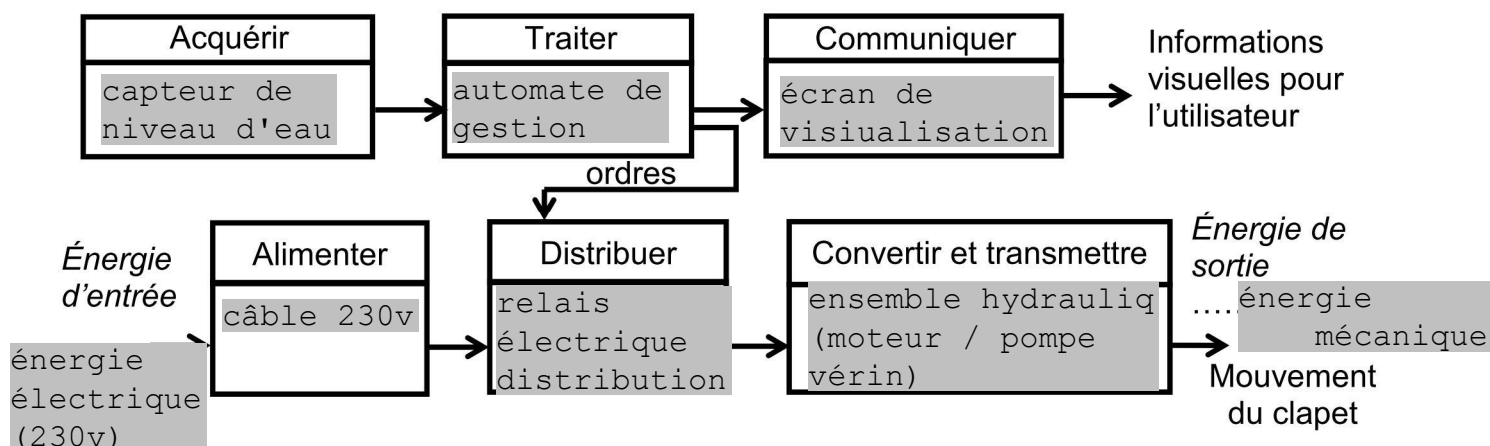 Acquérir
capteur de
niveau d'eau
Traiter
automate de
gestion
Communiquer
écran de
visiualisation
Informations
visuelles pour
l'utilisateur
ordres
Énergie
d'entrée
énergie
électrique
(230v)
Alimenter
câble 230v
Distribuer
relais
électrique
distribution
Convertir et transmettre
ensemble hydrauliq
(moteur / pompe
vérin)
Énergie de
sortie
.....énergie
mécanique
Mouvement
du clapet